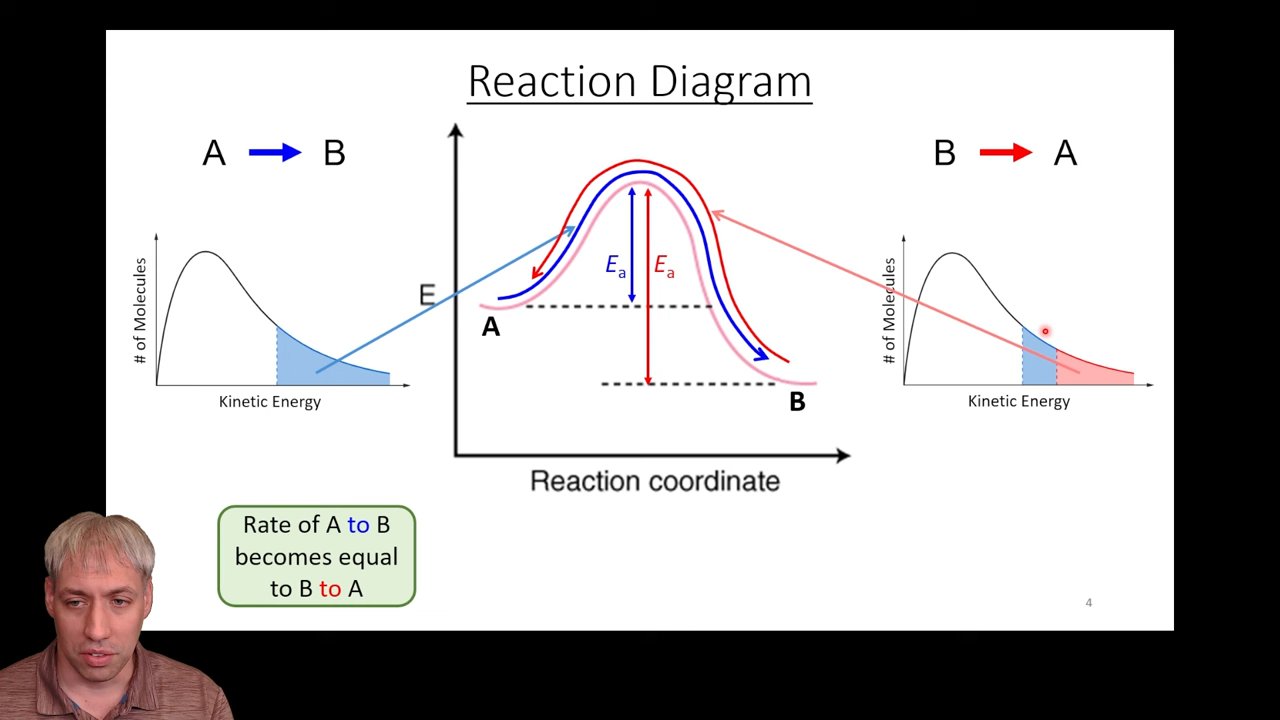 Reaction Diagram
A → B
B → A
# of Molecules
Kinetic Energy
E
Ea
Ea
A
B
Reaction coordinate
# of Molecules
Kinetic Energy
Rate of A to B
becomes equal
to B to A
4